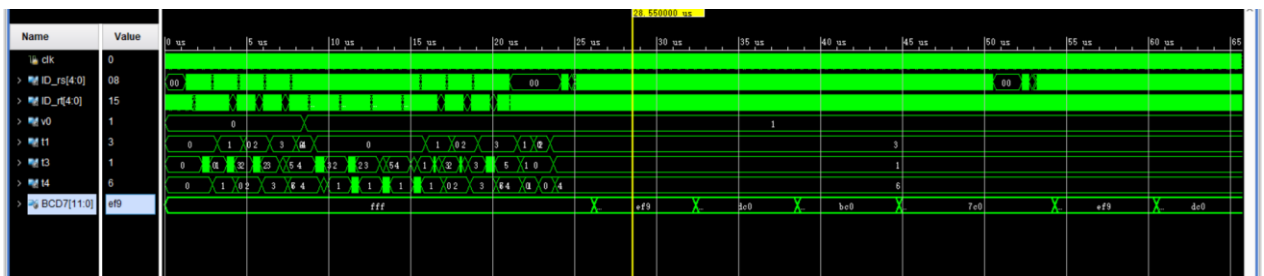 28.550000 us
Name Value
0 us 5 us 10 us 15 us 20 us 25 us 30 us 35 us 40 us 45 us 50 us 55 us 60 us 65
clk 0
ID_rs[4:0] 08 00 00 00
ID_rt[4:0] 15
v0 1 0 1
t1 3 0 1 02 3 0 1 02 3 1 3
t3 1 0 32 23 54 32 23 54 1 3 5 1 0 1
t4 6 0 1 02 3 64 1 1 1 1 02 3 64 0 4 6
BCD7[11:0] ef9 fff ef9 dc0 bc0 7c0 ef9 dc0